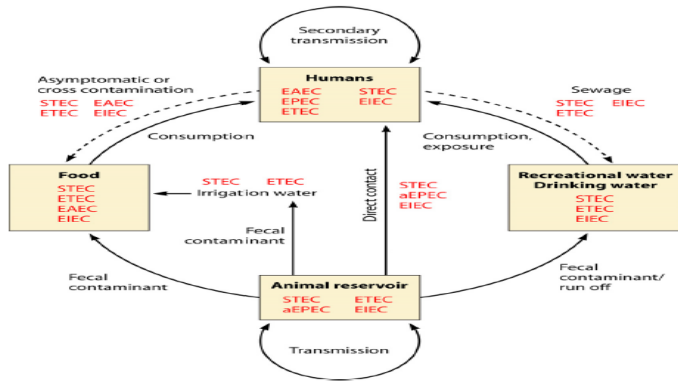 Secondary
transmission
Humans
EAEC STEC
EPEC EIEC
ETEC
Asymptomatic or
cross contamination
STEC EAEC
ETEC EIEC
Sewage
STEC EIEC
ETEC
Consumption
Consumption,
exposure
Food
STEC
ETEC
EAEC
EIEC
STEC ETEC
Irrigation water
Direct contact
STEC
aEPEC
EIEC
Recreational water
Drinking water
STEC
ETEC
EIEC
Fecal
contaminant
Fecal
contaminant
Fecal
contaminant/
run off
Animal reservoir
STEC ETEC
aEPEC EIEC
Transmission